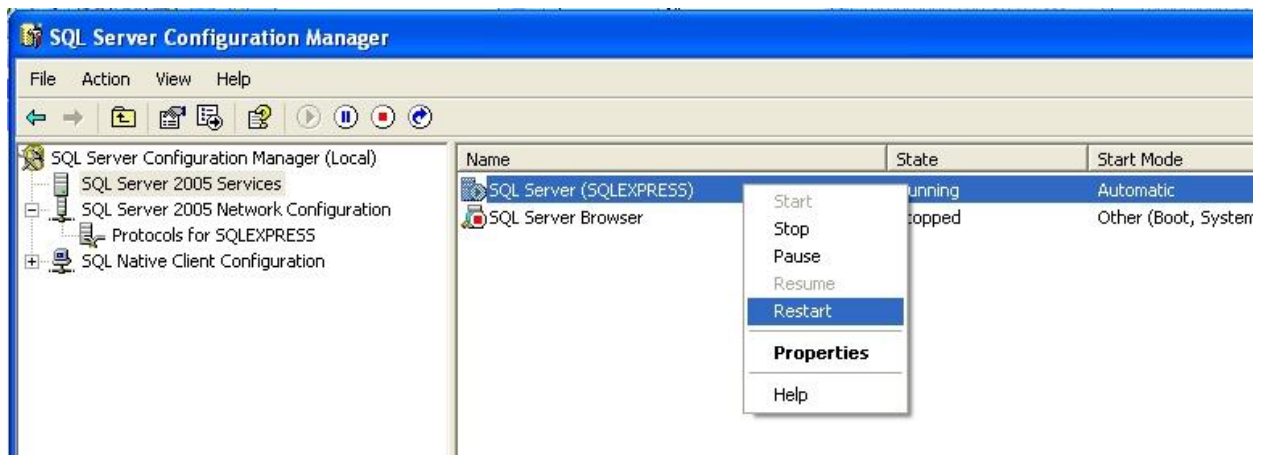 SQL Server Configuration Manager
File Action View Help
SQL Server Configuration Manager (Local)
SQL Server 2005 Services
SQL Server 2005 Network Configuration
Protocols for SQLEXPRESS
SQL Native Client Configuration
Name State Start Mode
SQL Server (SQLEXPRESS) unning Automatic
SQL Server Browser topped Other (Boot, System
Start
Stop
Pause
Resume
Restart
Properties
Help